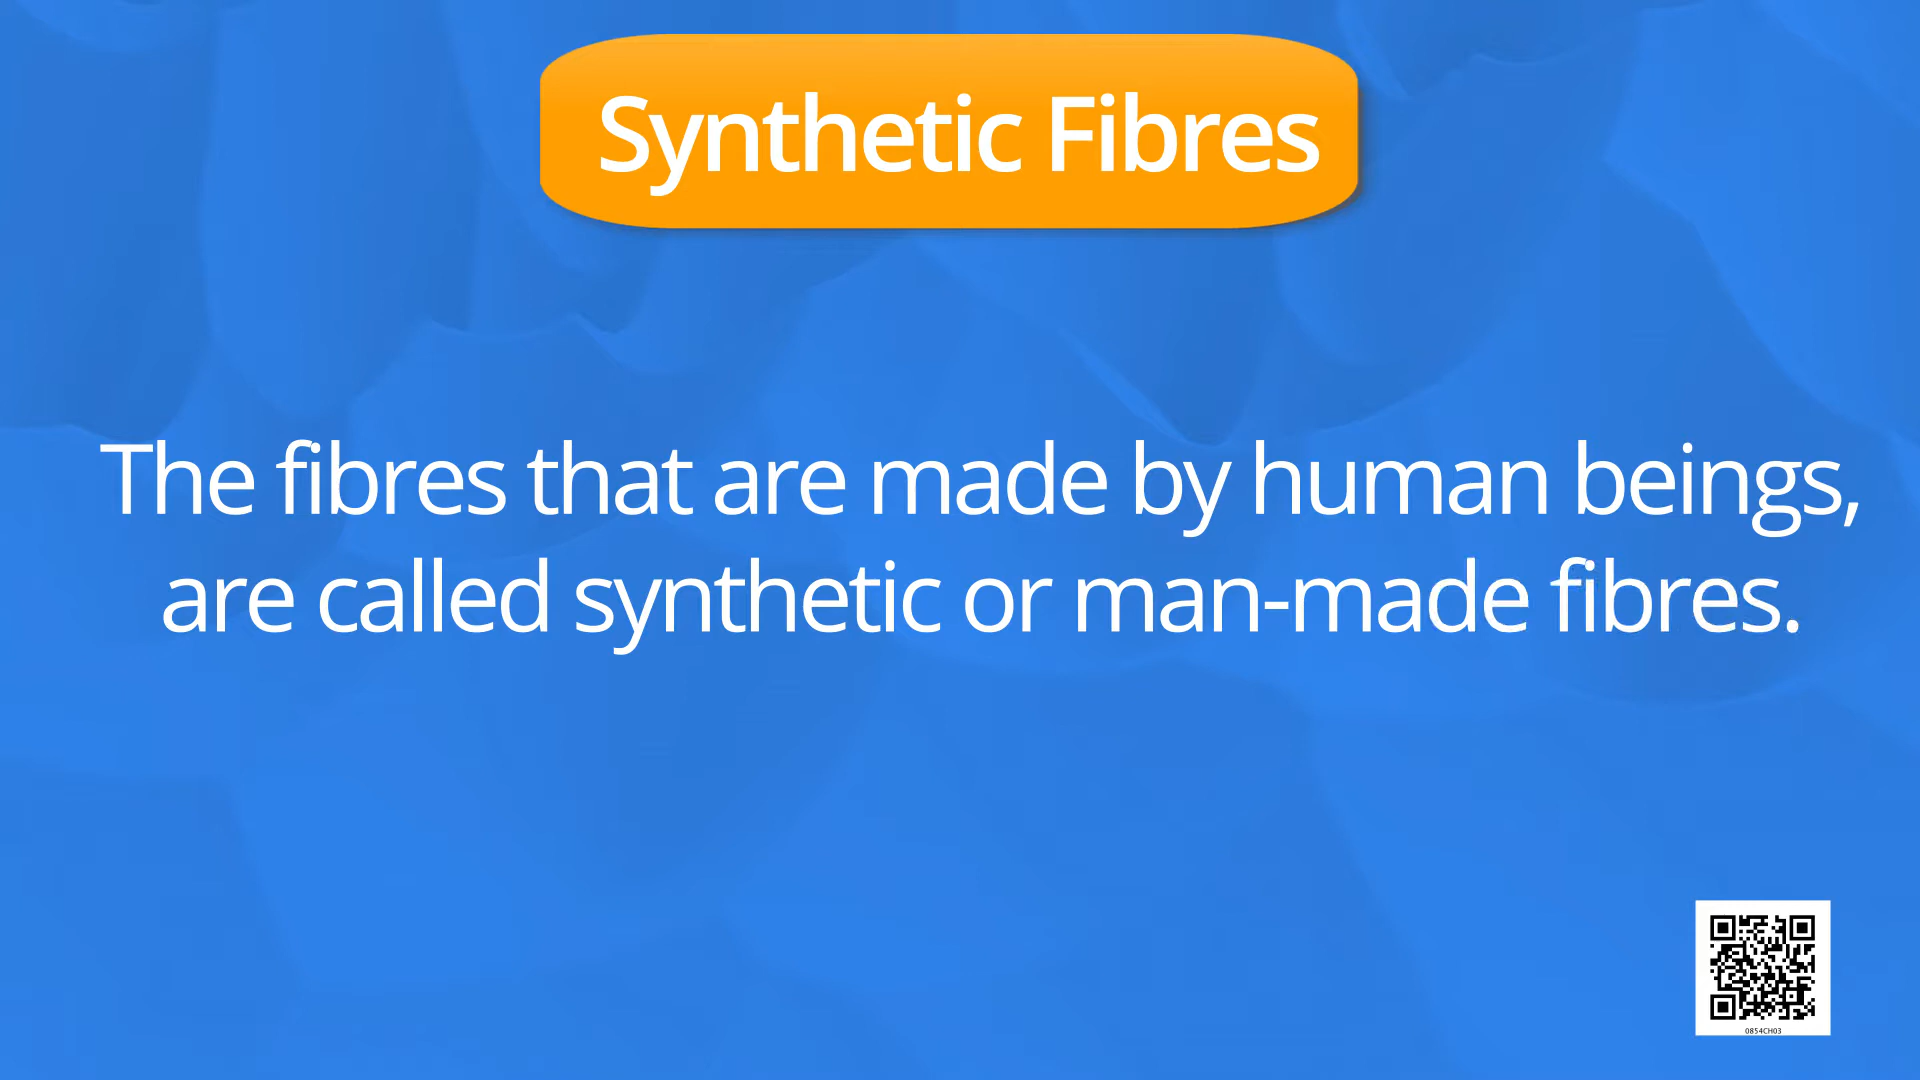 Synthetic Fibres
The fibres that are made by human beings,
are called synthetic or man-made fibres.
0854CH03